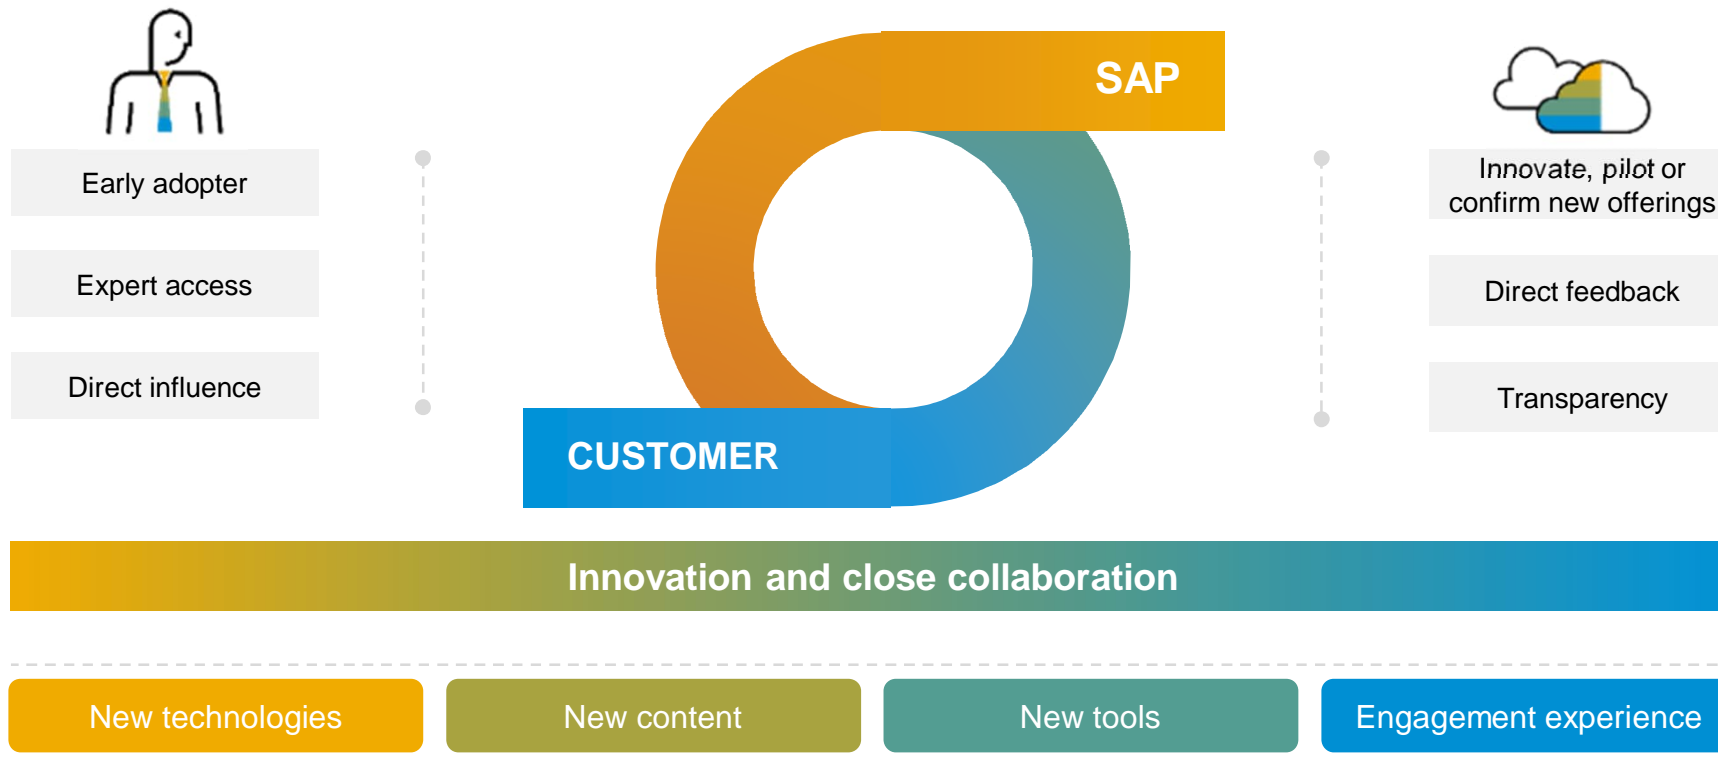 SAP
Early adopter
Expert access
Direct influence
CUSTOMER
Innovate, pilot or
confirm new offerings
Direct feedback
Transparency
Innovation and close collaboration
New technologies
New content
New tools
Engagement experience